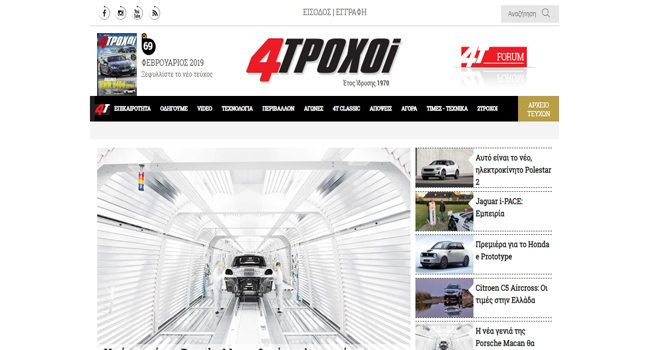 ΕΙΣΟΔΟΣ | ΕΓΓΡΑΦΗ
Αναζήτηση
4ΤΡΟΧΟΙ
69
ΦΕΒΡΟΥΑΡΙΟΣ 2019
Ξεφυλλίστε το νέο τεύχος
4ΤΡΟΧΟΙ
Έτος Ίδρυσης 1970
4T FORUM
4T ΕΠΙΚΑΙΡΟΤΗΤΑ ΟΔΗΓΟΥΜΕ VIDEO ΤΕΧΝΟΛΟΓΙΑ ΠΕΡΙΒΑΛΛΟΝ ΑΓΩΝΕΣ 4T CLASSIC ΑΠΟΨΕΙΣ ΑΓΟΡΑ ΤΙΜΕΣ - ΤΕΧΝΙΚΑ 2ΤΡΟΧΟΙ
ΑΡΧΕΙΟ
ΤΕΥΧΩΝ
Αυτό είναι το νέο,
ηλεκτροκίνητο Polestar
2
Jaguar i-PACE:
Εμπειρία
Πρεμιέρα για το Honda
e Prototype
Citroen C5 Aircross: Οι
τιμές στην Ελλάδα
Η νέα γενιά της
Porsche Macan θα